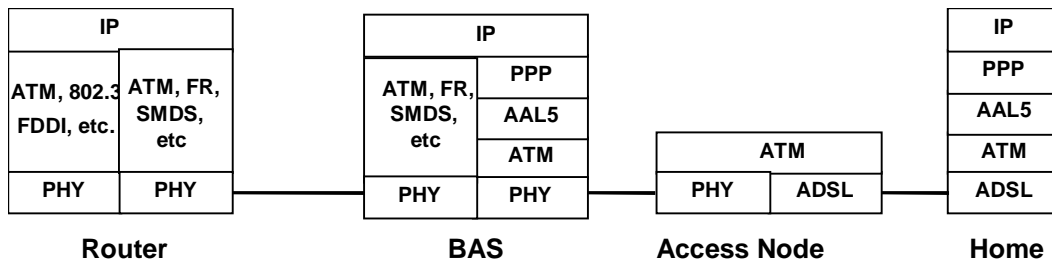 IP
ATM, 802.3
FDDI, etc.
ATM, FR,
SMDS,
etc
PHY
PHY
Router
IP
ATM, FR,
SMDS,
etc
PPP
AAL5
ATM
PHY
PHY
BAS
ATM
PHY
ADSL
Access Node
IP
PPP
AAL5
ATM
ADSL
Home